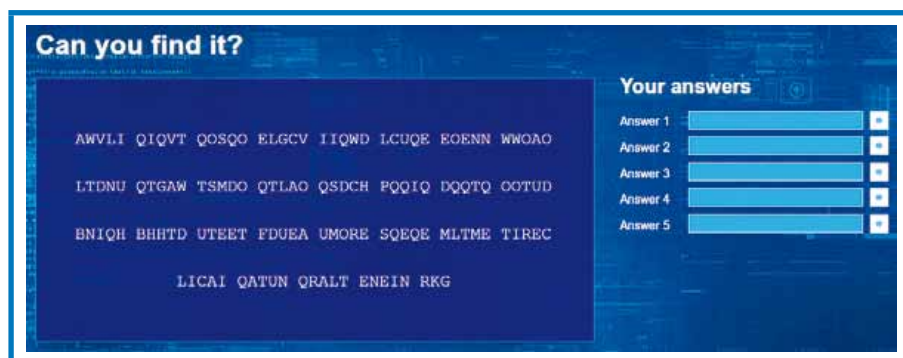 Can you find it?
Your answers
Answer 1
Answer 2
Answer 3
Answer 4
Answer 5
AWVLI QIQVT QOSQO ELGCV IIQWD LCUQE EOENN WWOAO
LTDNU QTGAW TSMDO QTLAO QSDCH PQQIQ DQQTQ OOTUD
BNIQH BHHTD UTEET FDUEA UMORE SQEQE MLTME TIREC
LICAI QATUN QRALT ENEIN RKG